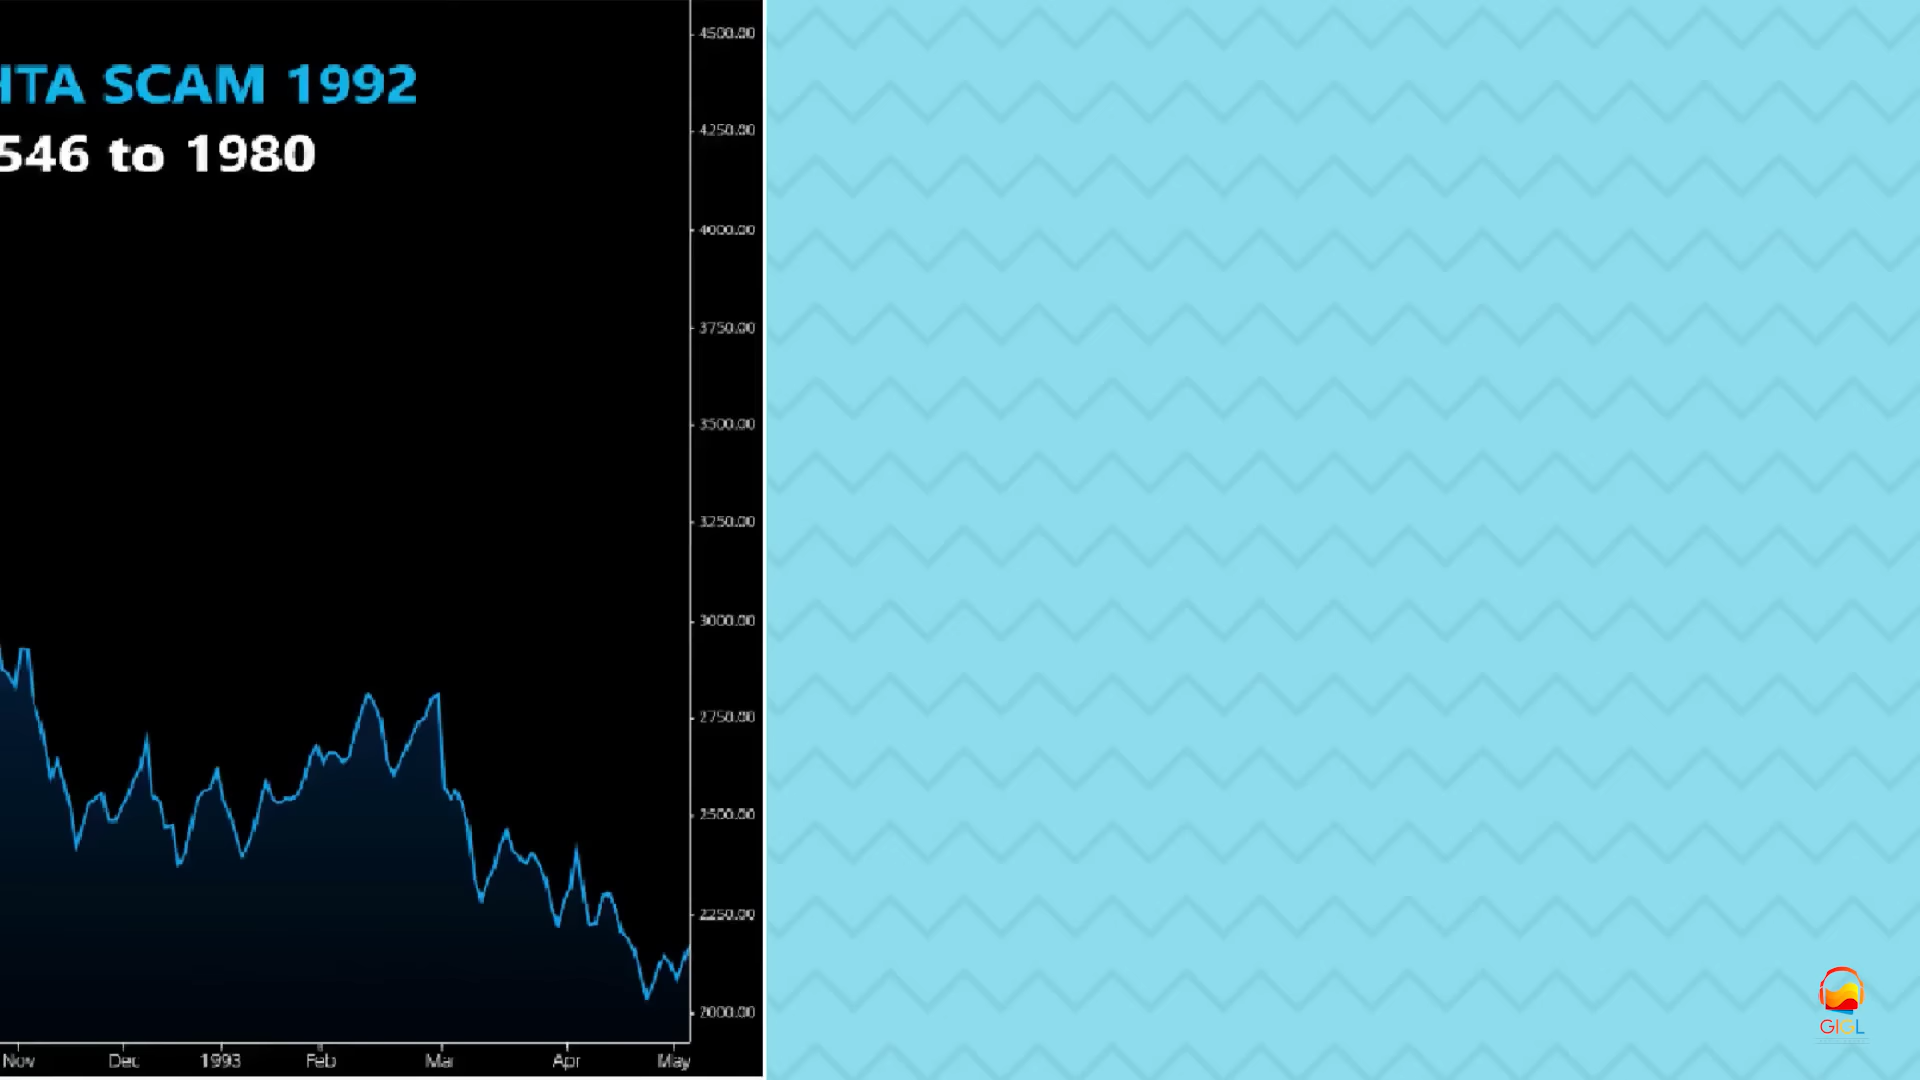 HTA SCAM 1992
546 to 1980
4500.00
4250.00
4000.00
3750.00
3500.00
3250.00
3000.00
2750.00
2500.00
2250.00
2000.00
Nov Dec 1993 Feb Mar Apr May
GIGL